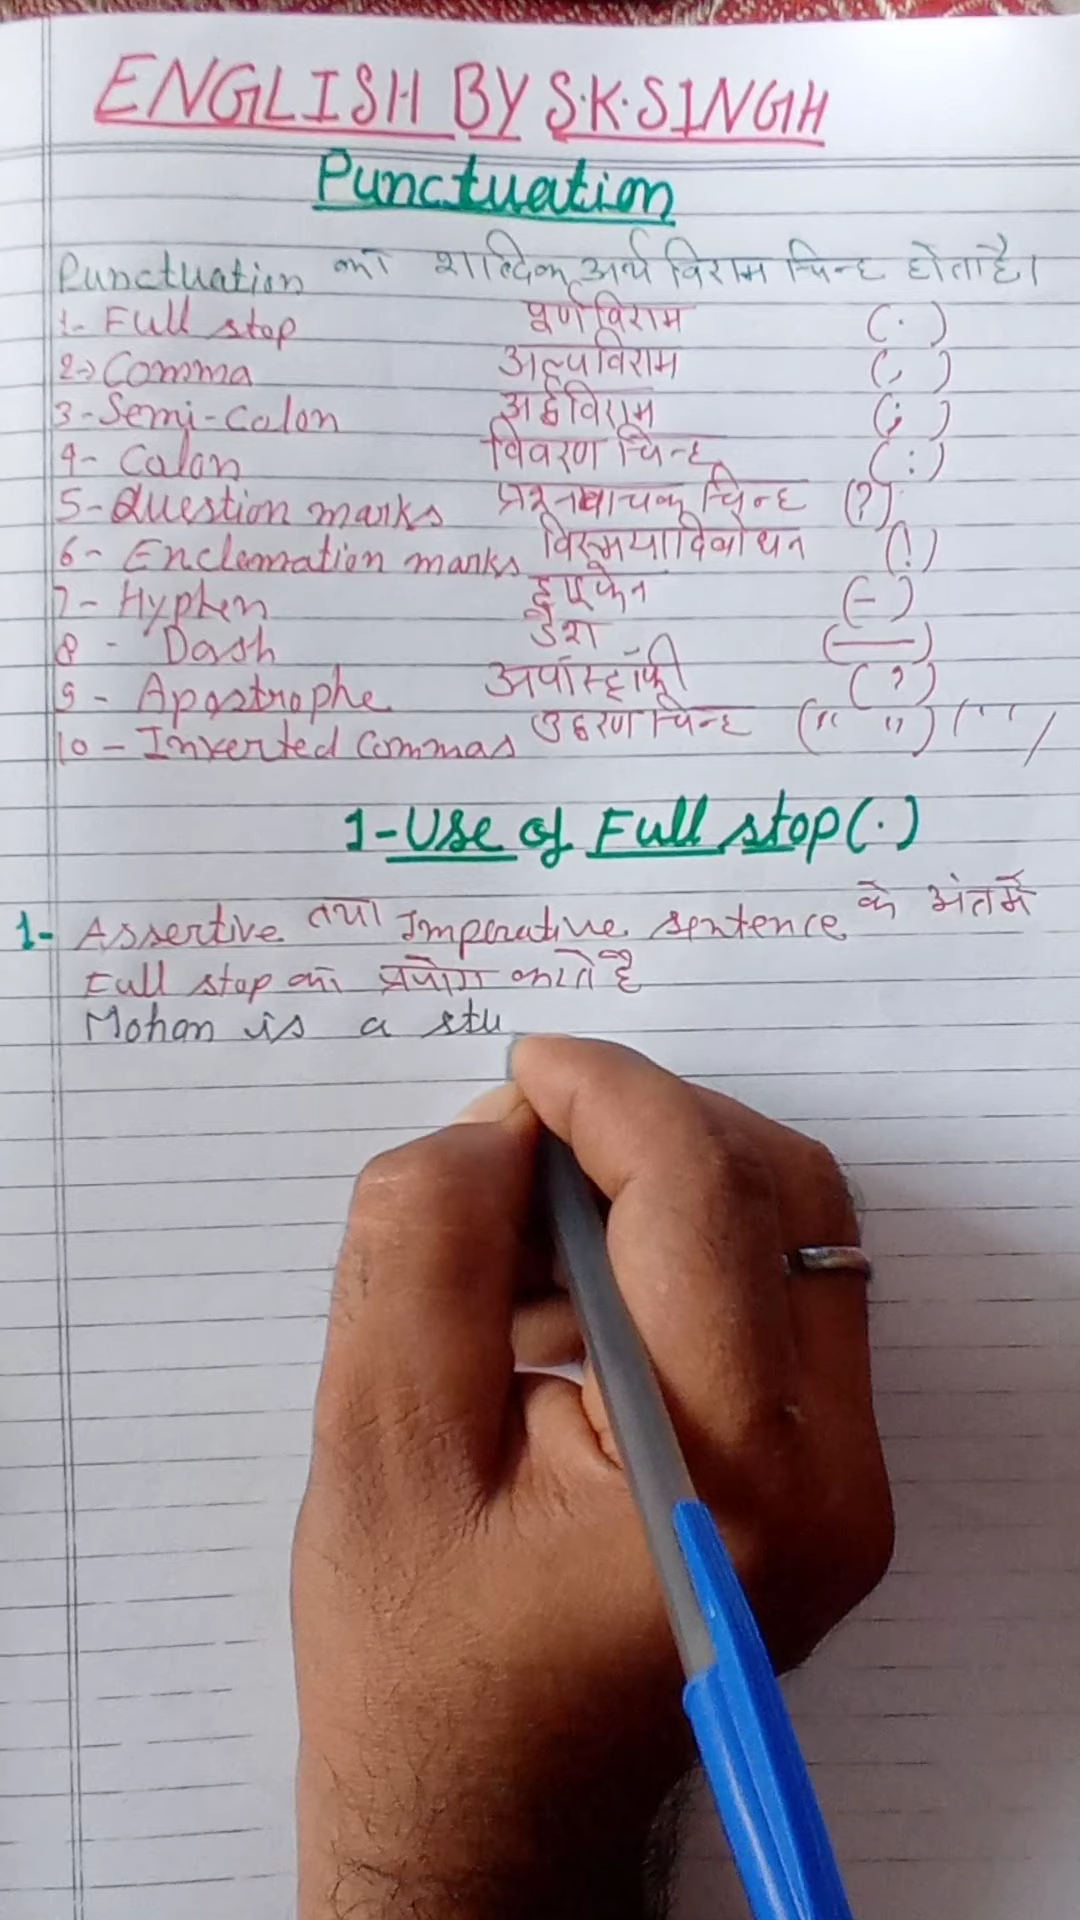 ENGLISH BY S.K.SINGH
Punctuation
Punctuation का शाब्दिक अर्थ विराम चिन्ह होता है।
1- Full stop पूर्ण विराम (.)
2→ Comma अल्पविराम (,)
3- Semi-Colon अर्द्धविराम (;)
4- Colon विवरण चिन्ह (:)
5- Question marks प्रश्नवाचक चिन्ह (?)
6- Enclamation marks विस्मयादिबोधन (!)
7- Hyphen हाइफेन (-)
8 - Dash डैश (—)
9 - Apostrophe अपॉस्ट्रॉफी (')
10 - Inverted Commas उद्धरण चिन्ह (“ ”) (‘ ’)
1-Use of Full stop(.)
1- Assertive तथा Imperative sentence के अंत में
Full stop का प्रयोग करते है
Mohan is a stu